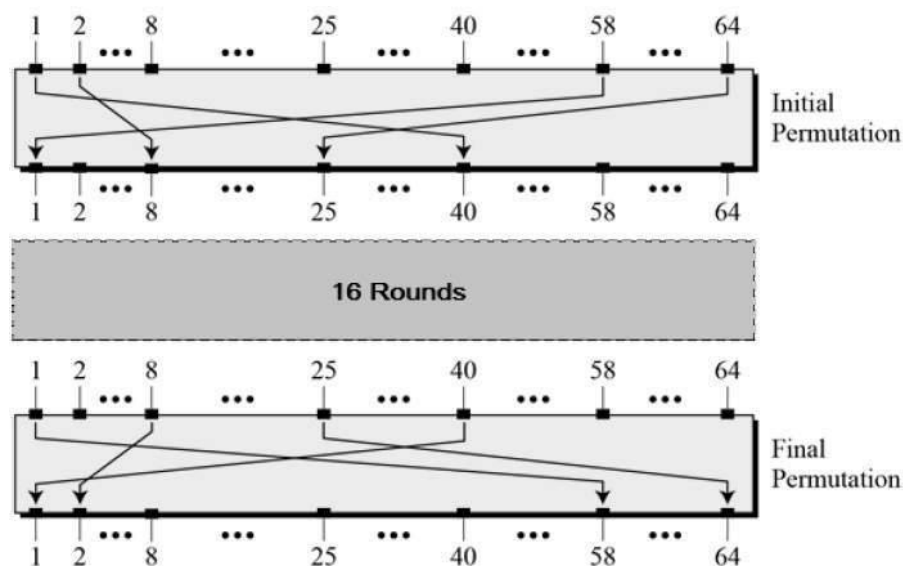 1 2 8 25 40 58 64
••• ••• ••• ••• •••
Initial
Permutation
••• ••• ••• ••• •••
1 2 8 25 40 58 64
16 Rounds
1 2 8 25 40 58 64
••• ••• ••• ••• •••
Final
Permutation
••• ••• ••• ••• •••
1 2 8 25 40 58 64